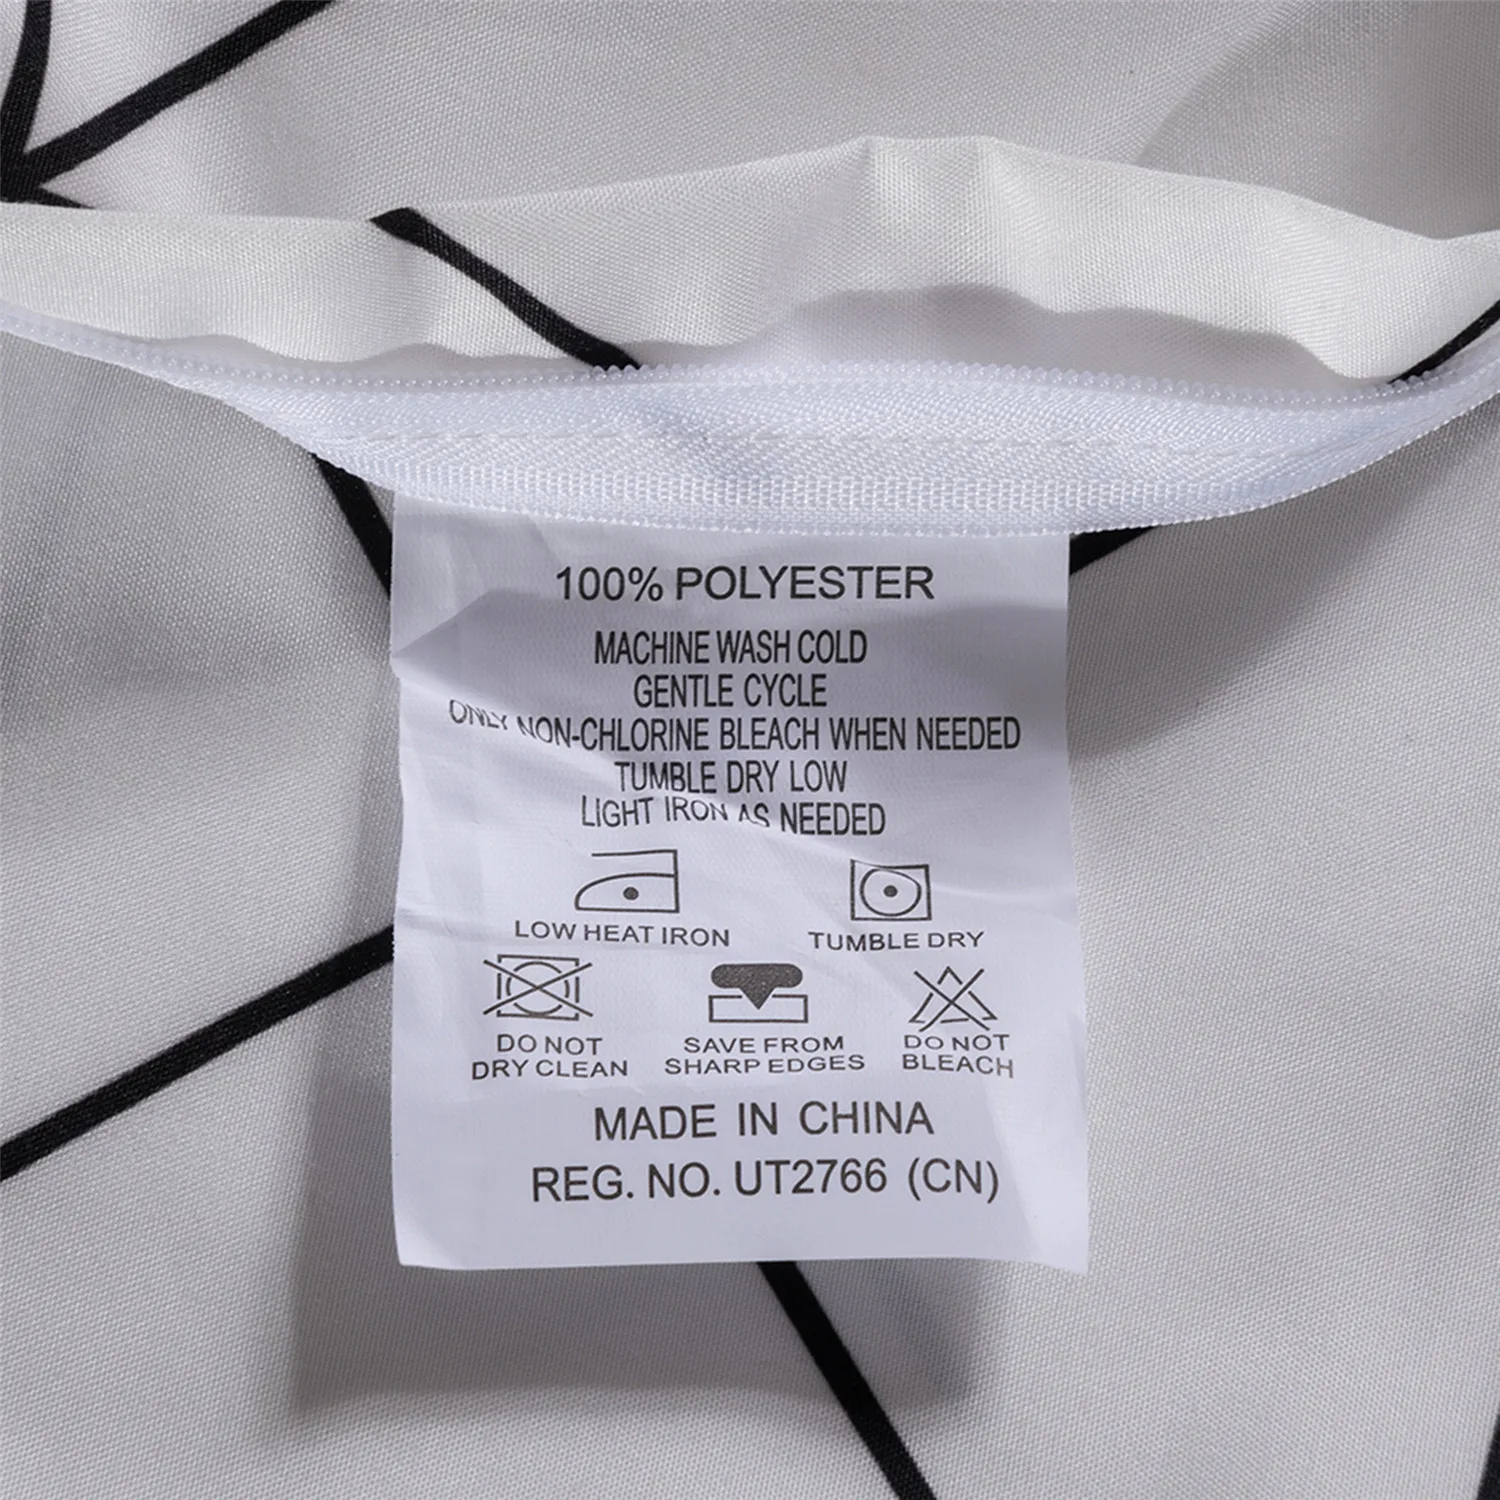 100% POLYESTER
MACHINE WASH COLD
GENTLE CYCLE
ONLY NON-CHLORINE BLEACH WHEN NEEDED
TUMBLE DRY LOW
LIGHT IRON AS NEEDED
LOW HEAT IRON
TUMBLE DRY
DO NOT
DRY CLEAN
SAVE FROM
SHARP EDGES
DO NOT
BLEACH
MADE IN CHINA
REG. NO. UT2766 (CN)